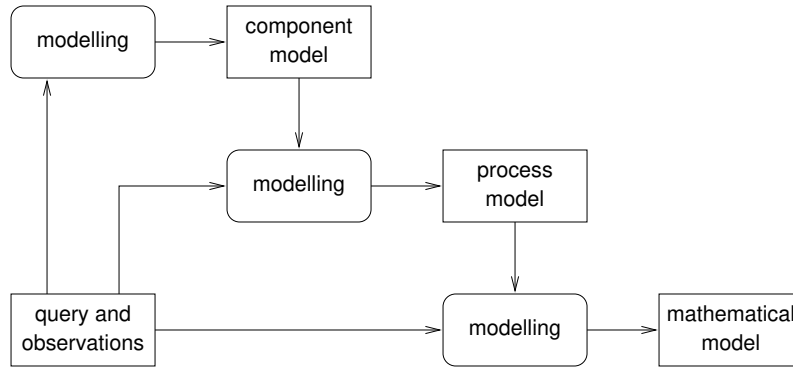 modelling
component
model
modelling
process
model
query and
observations
modelling
mathematical
model